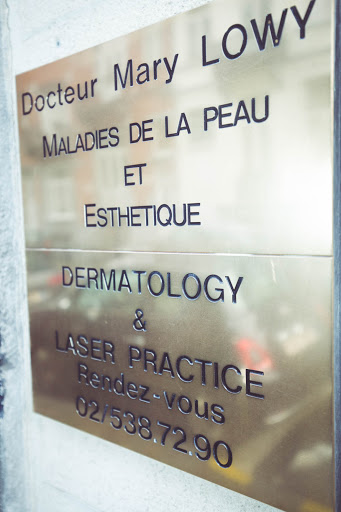 Docteur Mary LOWY
MALADIES DE LA PEAU
ET
ESTHETIQUE
DERMATOLOGY
&
LASER PRACTICE
Rendez-vous
02/538.72.90